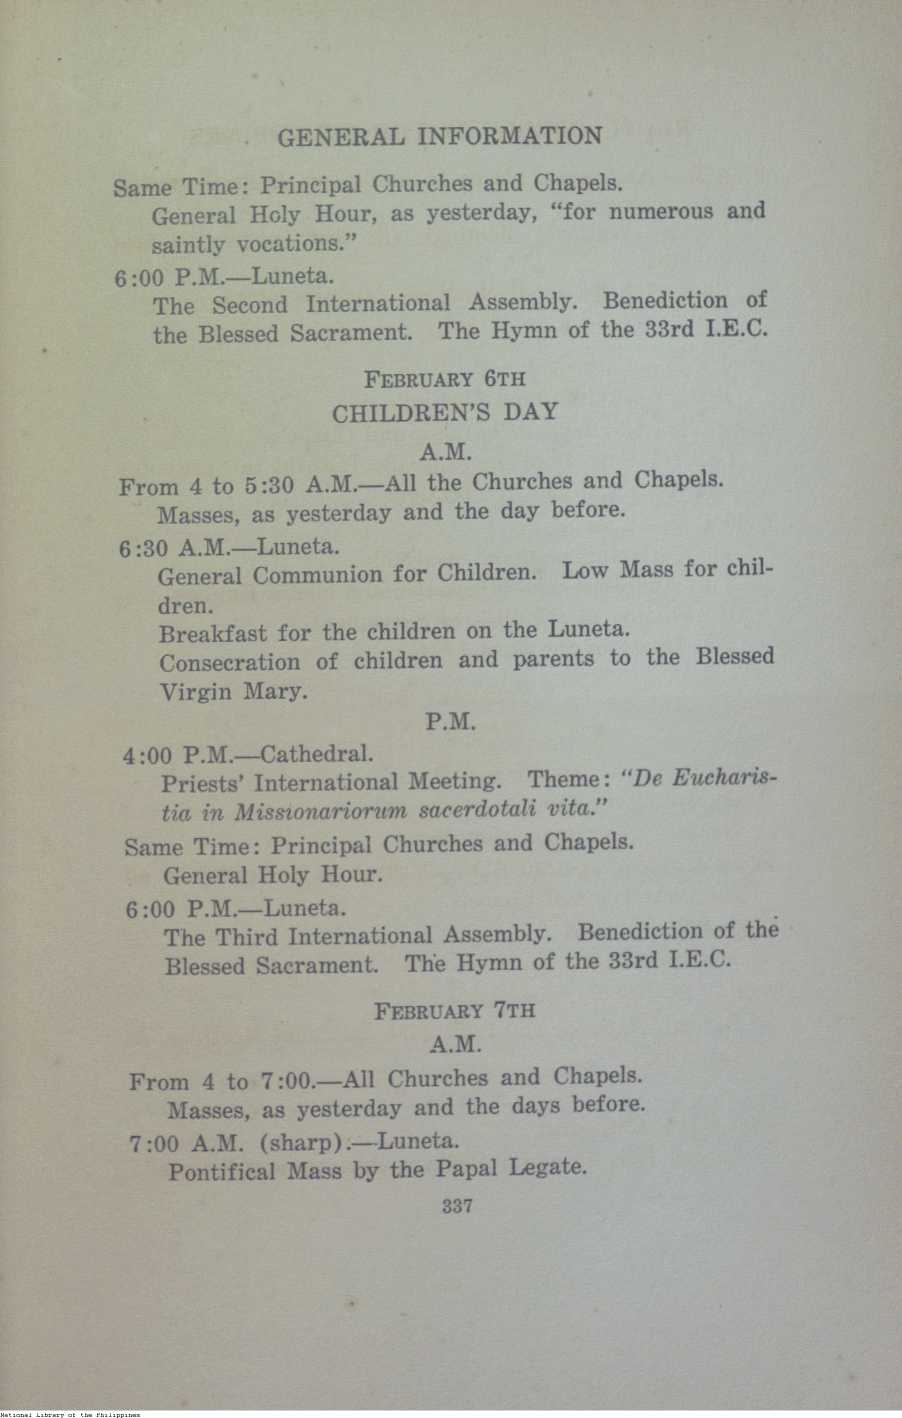 GENERAL INFORMATION
Same Time: Principal Churches and Chapels.
General Holy Hour, as yesterday, “for numerous and
saintly vocations.”
6:00 P.M.—Luneta.
The Second International Assembly. Benediction of
the Blessed Sacrament. The Hymn of the 33rd I.E.C.
FEBRUARY 6TH
CHILDREN'S DAY
A.M.
From 4 to 5:30 A.M.—All the Churches and Chapels.
Masses, as yesterday and the day before.
6:30 A.M.—Luneta.
General Communion for Children. Low Mass for chil-
dren.
Breakfast for the children on the Luneta.
Consecration of children and parents to the Blessed
Virgin Mary.
P.M.
4:00 P.M.—Cathedral.
Priests' International Meeting. Theme: “De Eucharis-
tia in Missionariorum sacerdotali vita.”
Same Time: Principal Churches and Chapels.
General Holy Hour.
6:00 P.M.—Luneta.
The Third International Assembly. Benediction of the
Blessed Sacrament. The Hymn of the 33rd I.E.C.
FEBRUARY 7TH
A.M.
From 4 to 7:00.—All Churches and Chapels.
Masses, as yesterday and the days before.
7:00 A.M. (sharp).—Luneta.
Pontifical Mass by the Papal Legate.
337
National Library of the Philippines